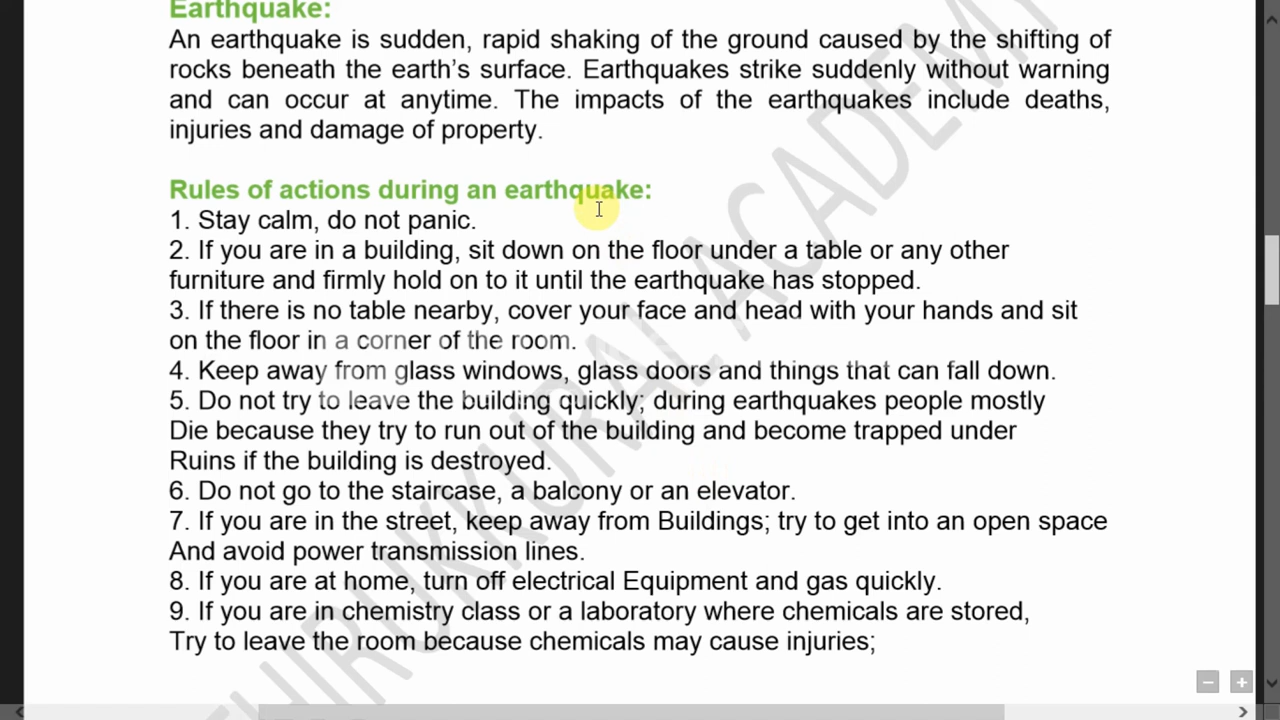 Earthquake:
An earthquake is sudden, rapid shaking of the ground caused by the shifting of
rocks beneath the earth's surface. Earthquakes strike suddenly without warning
and can occur at anytime. The impacts of the earthquakes include deaths,
injuries and damage of property.
Rules of actions during an earthquake:
1. Stay calm, do not panic.
2. If you are in a building, sit down on the floor under a table or any other
furniture and firmly hold on to it until the earthquake has stopped.
3. If there is no table nearby, cover your face and head with your hands and sit
on the floor in a corner of the room.
4. Keep away from glass windows, glass doors and things that can fall down.
5. Do not try to leave the building quickly; during earthquakes people mostly
Die because they try to run out of the building and become trapped under
Ruins if the building is destroyed.
6. Do not go to the staircase, a balcony or an elevator.
7. If you are in the street, keep away from Buildings; try to get into an open space
And avoid power transmission lines.
8. If you are at home, turn off electrical Equipment and gas quickly.
9. If you are in chemistry class or a laboratory where chemicals are stored,
Try to leave the room because chemicals may cause injuries;
THIRUKKURAL ACADEMY